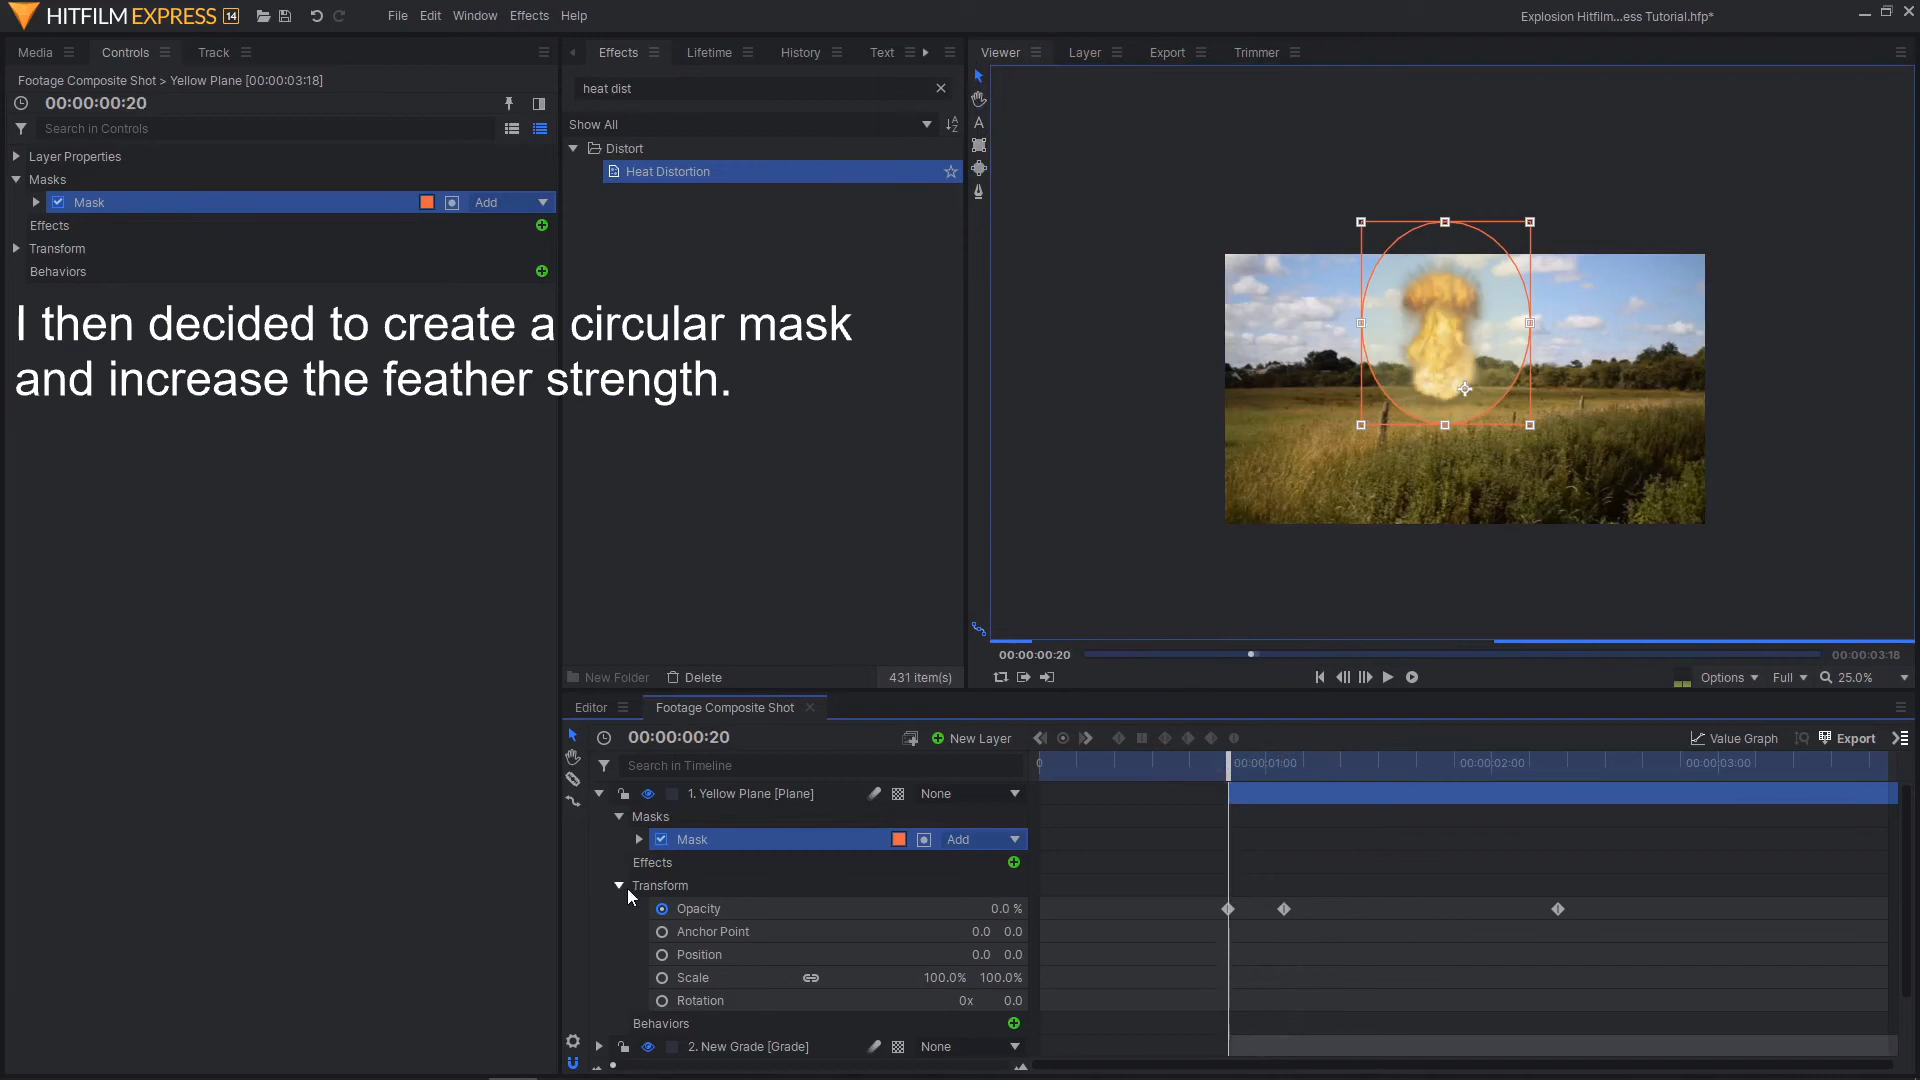 HITFILM EXPRESS 14
File Edit Window Effects Help
Explosion Hitfilm...ess Tutorial.hfp*
Media Controls Track
Footage Composite Shot > Yellow Plane [00:00:03:18]
00:00:00:20
Search in Controls
Layer Properties
Masks
Mask Add
Effects
Transform
Behaviors
Effects Lifetime History Text
heat dist
Show All
Distort
Heat Distortion
I then decided to create a circular mask
and increase the feather strength.
New Folder Delete 431 item(s)
Viewer Layer Export Trimmer
00:00:00:20 00:00:03:18
Options Full 25.0%
Editor Footage Composite Shot
00:00:00:20 New Layer Value Graph Export
Search in Timeline 0 00:00:01:00 00:00:02:00 00:00:03:00
1. Yellow Plane [Plane] None
Masks
Mask Add
Effects
Transform
Opacity 0.0 %
Anchor Point 0.0 0.0
Position 0.0 0.0
Scale 100.0% 100.0%
Rotation 0x 0.0
Behaviors
2. New Grade [Grade] None